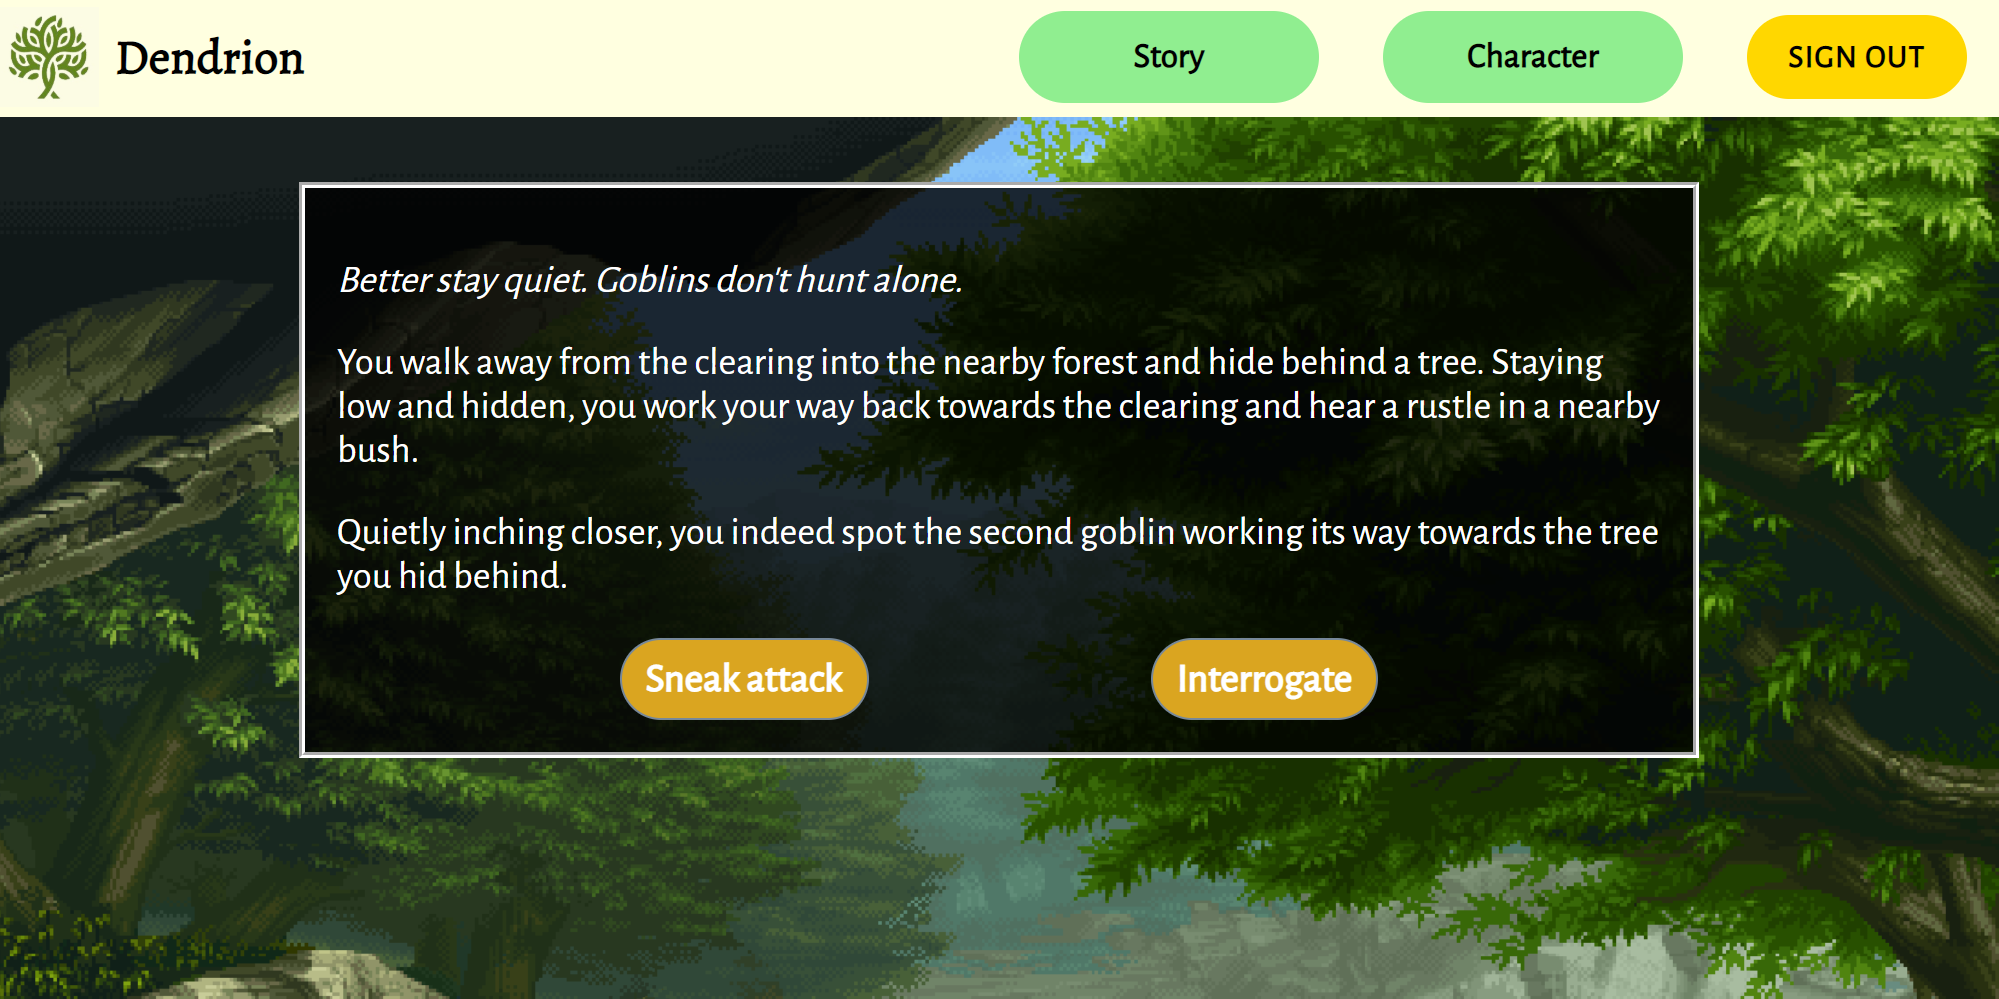 Dendrion
Story
Character
SIGN OUT
Better stay quiet. Goblins don't hunt alone.
You walk away from the clearing into the nearby forest and hide behind a tree. Staying
low and hidden, you work your way back towards the clearing and hear a rustle in a nearby
bush.
Quietly inching closer, you indeed spot the second goblin working its way towards the tree
you hid behind.
Sneak attack
Interrogate